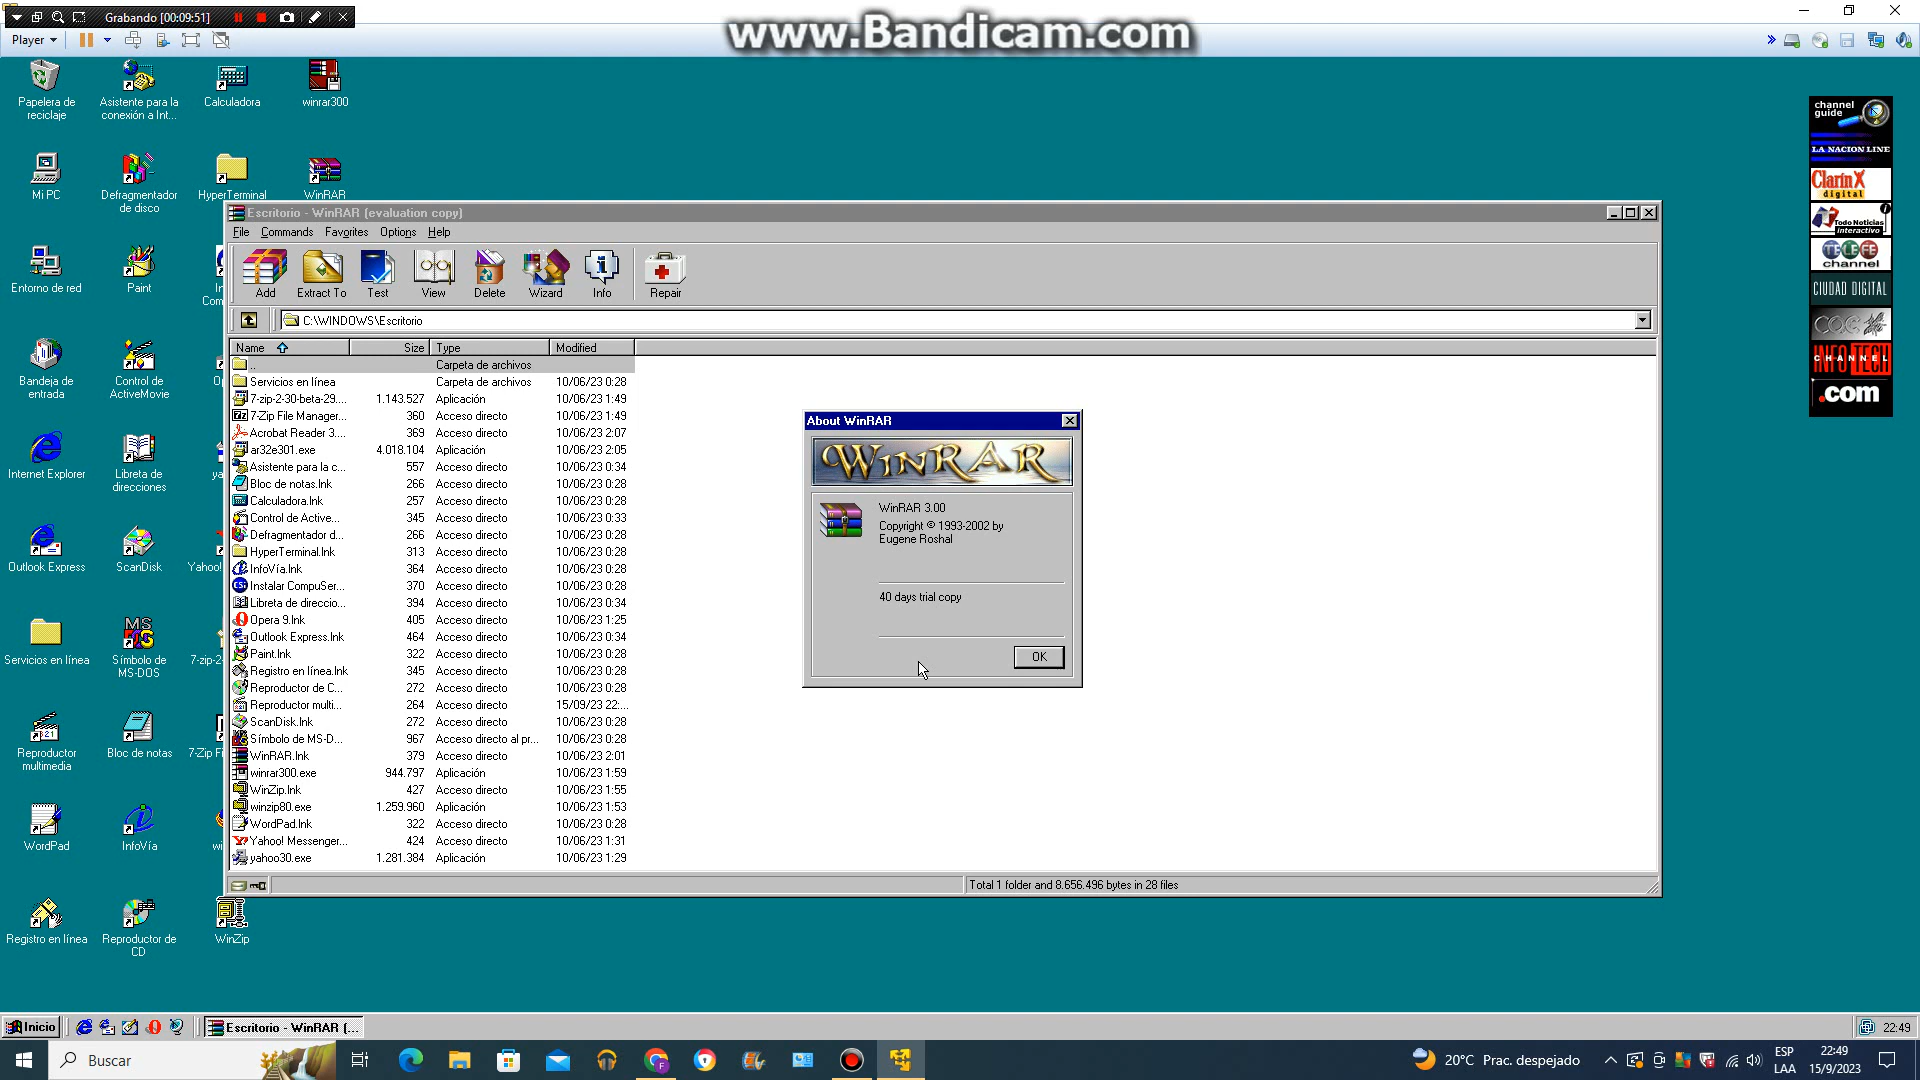 Grabando [00:09:51]
www.Bandicam.com
Player
Papelera de reciclaje
Asistente para la conexión a Int...
Calculadora
winrar300
Mi PC
Defragmentador de disco
HyperTerminal
WinRAR
Entorno de red
Paint
Bandeja de entrada
Control de ActiveMovie
Internet Explorer
Libreta de direcciones
Outlook Express
ScanDisk
Yahoo!
Servicios en línea
Símbolo de MS-DOS
7-zip-2
Reproductor multimedia
Bloc de notas
7-Zip Fi
WordPad
InfoVía
Registro en línea
Reproductor de CD
WinZip
channel guide
LA NACION LINE
Clarín X digital
Todo Noticias Interactivo
TELEFE channel
CIUDAD DIGITAL
CHANNEL INFOTECH
.com
Escritorio - WinRAR (evaluation copy)
File Commands Favorites Options Help
Add Extract To Test View Delete Wizard Info Repair
C:\WINDOWS\Escritorio
Name Size Type Modified
.. Carpeta de archivos
Servicios en línea Carpeta de archivos 10/06/23 0:28
7-zip-2-30-beta-29.... 1.143.527 Aplicación 10/06/23 1:49
7-Zip File Manager... 360 Acceso directo 10/06/23 1:49
Acrobat Reader 3.... 369 Acceso directo 10/06/23 2:07
ar32e301.exe 4.018.104 Aplicación 10/06/23 2:05
Asistente para la c... 557 Acceso directo 10/06/23 0:34
Bloc de notas.lnk 266 Acceso directo 10/06/23 0:28
Calculadora.lnk 257 Acceso directo 10/06/23 0:28
Control de Active... 345 Acceso directo 10/06/23 0:33
Defragmentador d... 266 Acceso directo 10/06/23 0:28
HyperTerminal.lnk 313 Acceso directo 10/06/23 0:28
InfoVía.lnk 364 Acceso directo 10/06/23 0:28
Instalar CompuSer... 370 Acceso directo 10/06/23 0:28
Libreta de direccio... 394 Acceso directo 10/06/23 0:34
Opera 9.lnk 405 Acceso directo 10/06/23 1:25
Outlook Express.lnk 464 Acceso directo 10/06/23 0:34
Paint.lnk 322 Acceso directo 10/06/23 0:28
Registro en línea.lnk 345 Acceso directo 10/06/23 0:28
Reproductor de C... 272 Acceso directo 10/06/23 0:28
Reproductor multi... 264 Acceso directo 15/09/23 22:...
ScanDisk.lnk 272 Acceso directo 10/06/23 0:28
Símbolo de MS-D... 967 Acceso directo al pr... 10/06/23 0:28
WinRAR.lnk 379 Acceso directo 10/06/23 2:01
winrar300.exe 944.797 Aplicación 10/06/23 1:59
WinZip.lnk 427 Acceso directo 10/06/23 1:55
winzip80.exe 1.259.960 Aplicación 10/06/23 1:53
WordPad.lnk 322 Acceso directo 10/06/23 0:28
Yahoo! Messenger... 424 Acceso directo 10/06/23 1:31
yahoo30.exe 1.281.384 Aplicación 10/06/23 1:29
Total 1 folder and 8.656.496 bytes in 28 files
About WinRAR
WINRAR
WinRAR 3.00
Copyright © 1993-2002 by
Eugene Roshal
40 days trial copy
OK
Inicio
Escritorio - WinRAR (...
22:49
Buscar
20°C Prac. despejado
ESP
LAA
22:49
15/9/2023